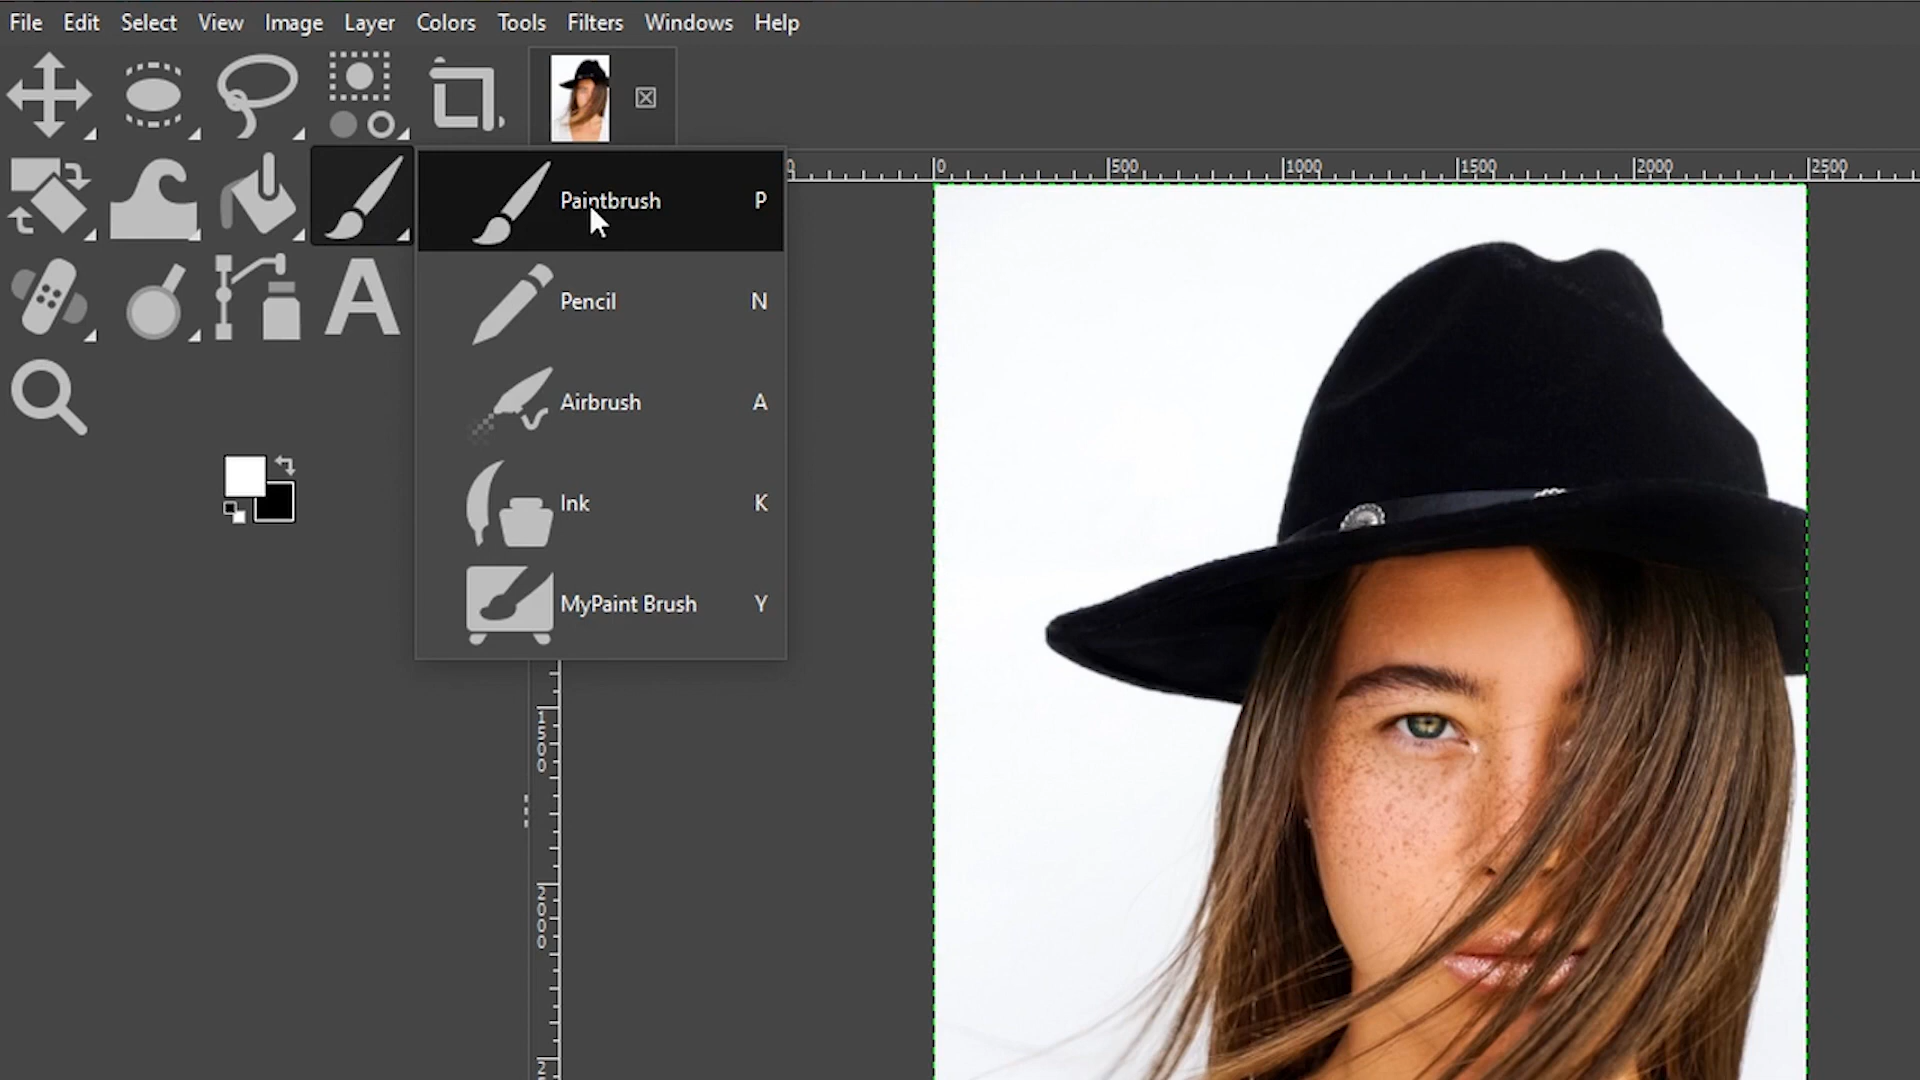 File Edit Select View Image Layer Colors Tools Filters Windows Help
0 500 1000 1500 2000 2500
Paintbrush P
Pencil N
Airbrush A
Ink K
MyPaint Brush Y
1500
2000